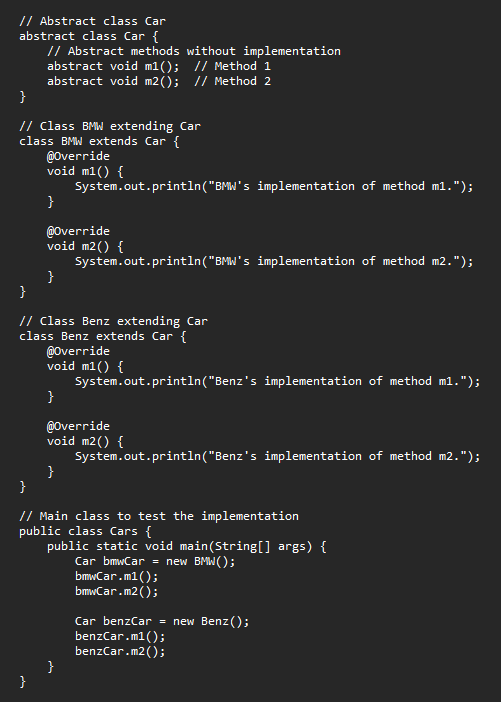 // Abstract class Car
abstract class Car {
    // Abstract methods without implementation
    abstract void m1();  // Method 1
    abstract void m2();  // Method 2
}

// Class BMW extending Car
class BMW extends Car {
    @Override
    void m1() {
        System.out.println("BMW's implementation of method m1.");
    }

    @Override
    void m2() {
        System.out.println("BMW's implementation of method m2.");
    }
}

// Class Benz extending Car
class Benz extends Car {
    @Override
    void m1() {
        System.out.println("Benz's implementation of method m1.");
    }

    @Override
    void m2() {
        System.out.println("Benz's implementation of method m2.");
    }
}

// Main class to test the implementation
public class Cars {
    public static void main(String[] args) {
        Car bmwCar = new BMW();
        bmwCar.m1();
        bmwCar.m2();

        Car benzCar = new Benz();
        benzCar.m1();
        benzCar.m2();
    }
}